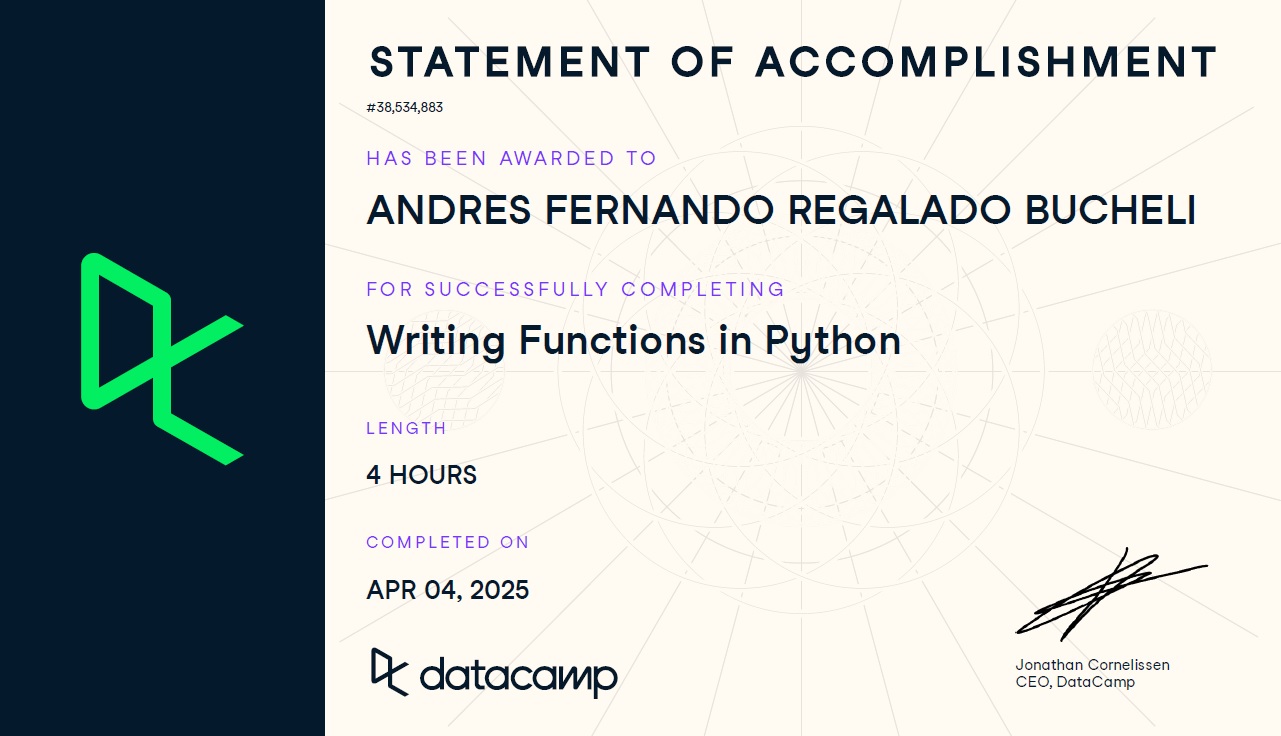 STATEMENT OF ACCOMPLISHMENT
#38,534,883
HAS BEEN AWARDED TO
ANDRES FERNANDO REGALADO BUCHELI
FOR SUCCESSFULLY COMPLETING
Writing Functions in Python
LENGTH
4 HOURS
COMPLETED ON
APR 04, 2025
datacamp
Jonathan Cornelissen
CEO, DataCamp